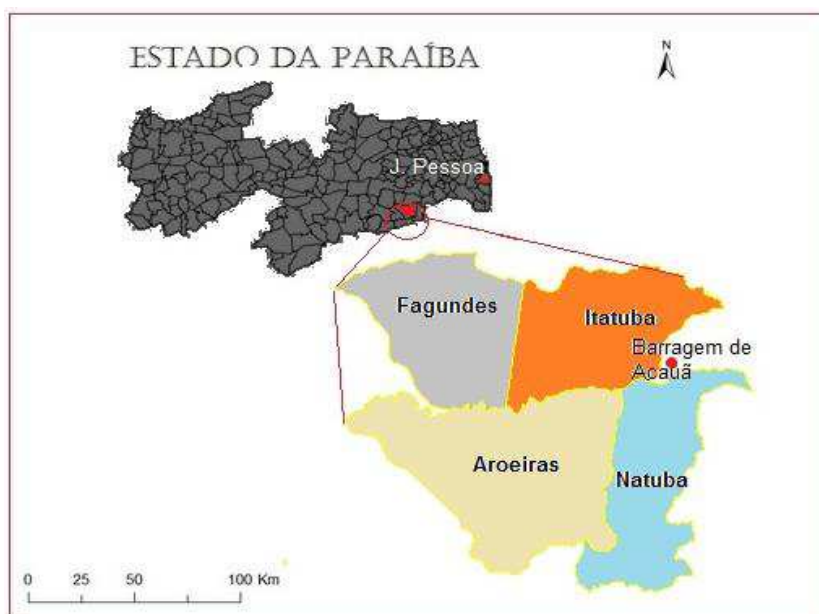 ESTADO DA PARAÍBA
N
J. Pessoa
Fagundes
Itatuba
Barragem de
Acauã
Aroeiras
Natuba
0 25 50 100 Km